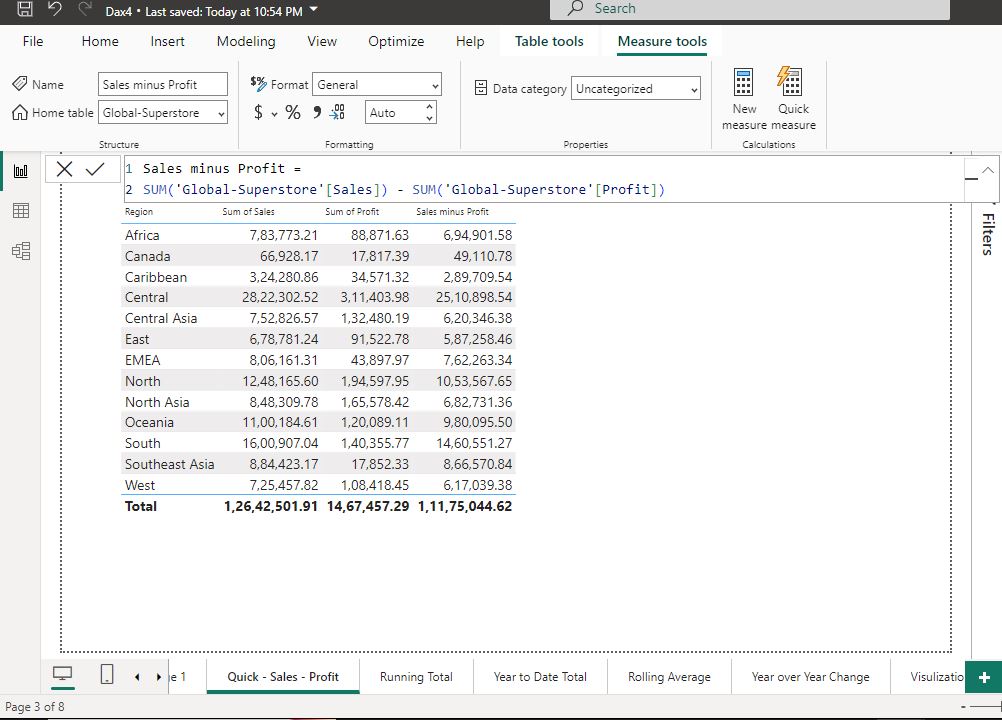 Dax4 • Last saved: Today at 10:54 PM
Search
File Home Insert Modeling View Optimize Help Table tools Measure tools
Name Sales minus Profit $% Format General Data category Uncategorized New measure Quick measure
Home table Global-Superstore $ % Auto
Structure Formatting Properties Calculations
1 Sales minus Profit =
2 SUM('Global-Superstore'[Sales]) - SUM('Global-Superstore'[Profit])
Filters
Region Sum of Sales Sum of Profit Sales minus Profit
Africa 7,83,773.21 88,871.63 6,94,901.58
Canada 66,928.17 17,817.39 49,110.78
Caribbean 3,24,280.86 34,571.32 2,89,709.54
Central 28,22,302.52 3,11,403.98 25,10,898.54
Central Asia 7,52,826.57 1,32,480.19 6,20,346.38
East 6,78,781.24 91,522.78 5,87,258.46
EMEA 8,06,161.31 43,897.97 7,62,263.34
North 12,48,165.60 1,94,597.95 10,53,567.65
North Asia 8,48,309.78 1,65,578.42 6,82,731.36
Oceania 11,00,184.61 1,20,089.11 9,80,095.50
South 16,00,907.04 1,40,355.77 14,60,551.27
Southeast Asia 8,84,423.17 17,852.33 8,66,570.84
West 7,25,457.82 1,08,418.45 6,17,039.38
Total 1,26,42,501.91 14,67,457.29 1,11,75,044.62
e 1 Quick - Sales - Profit Running Total Year to Date Total Rolling Average Year over Year Change Visulizatio +
Page 3 of 8